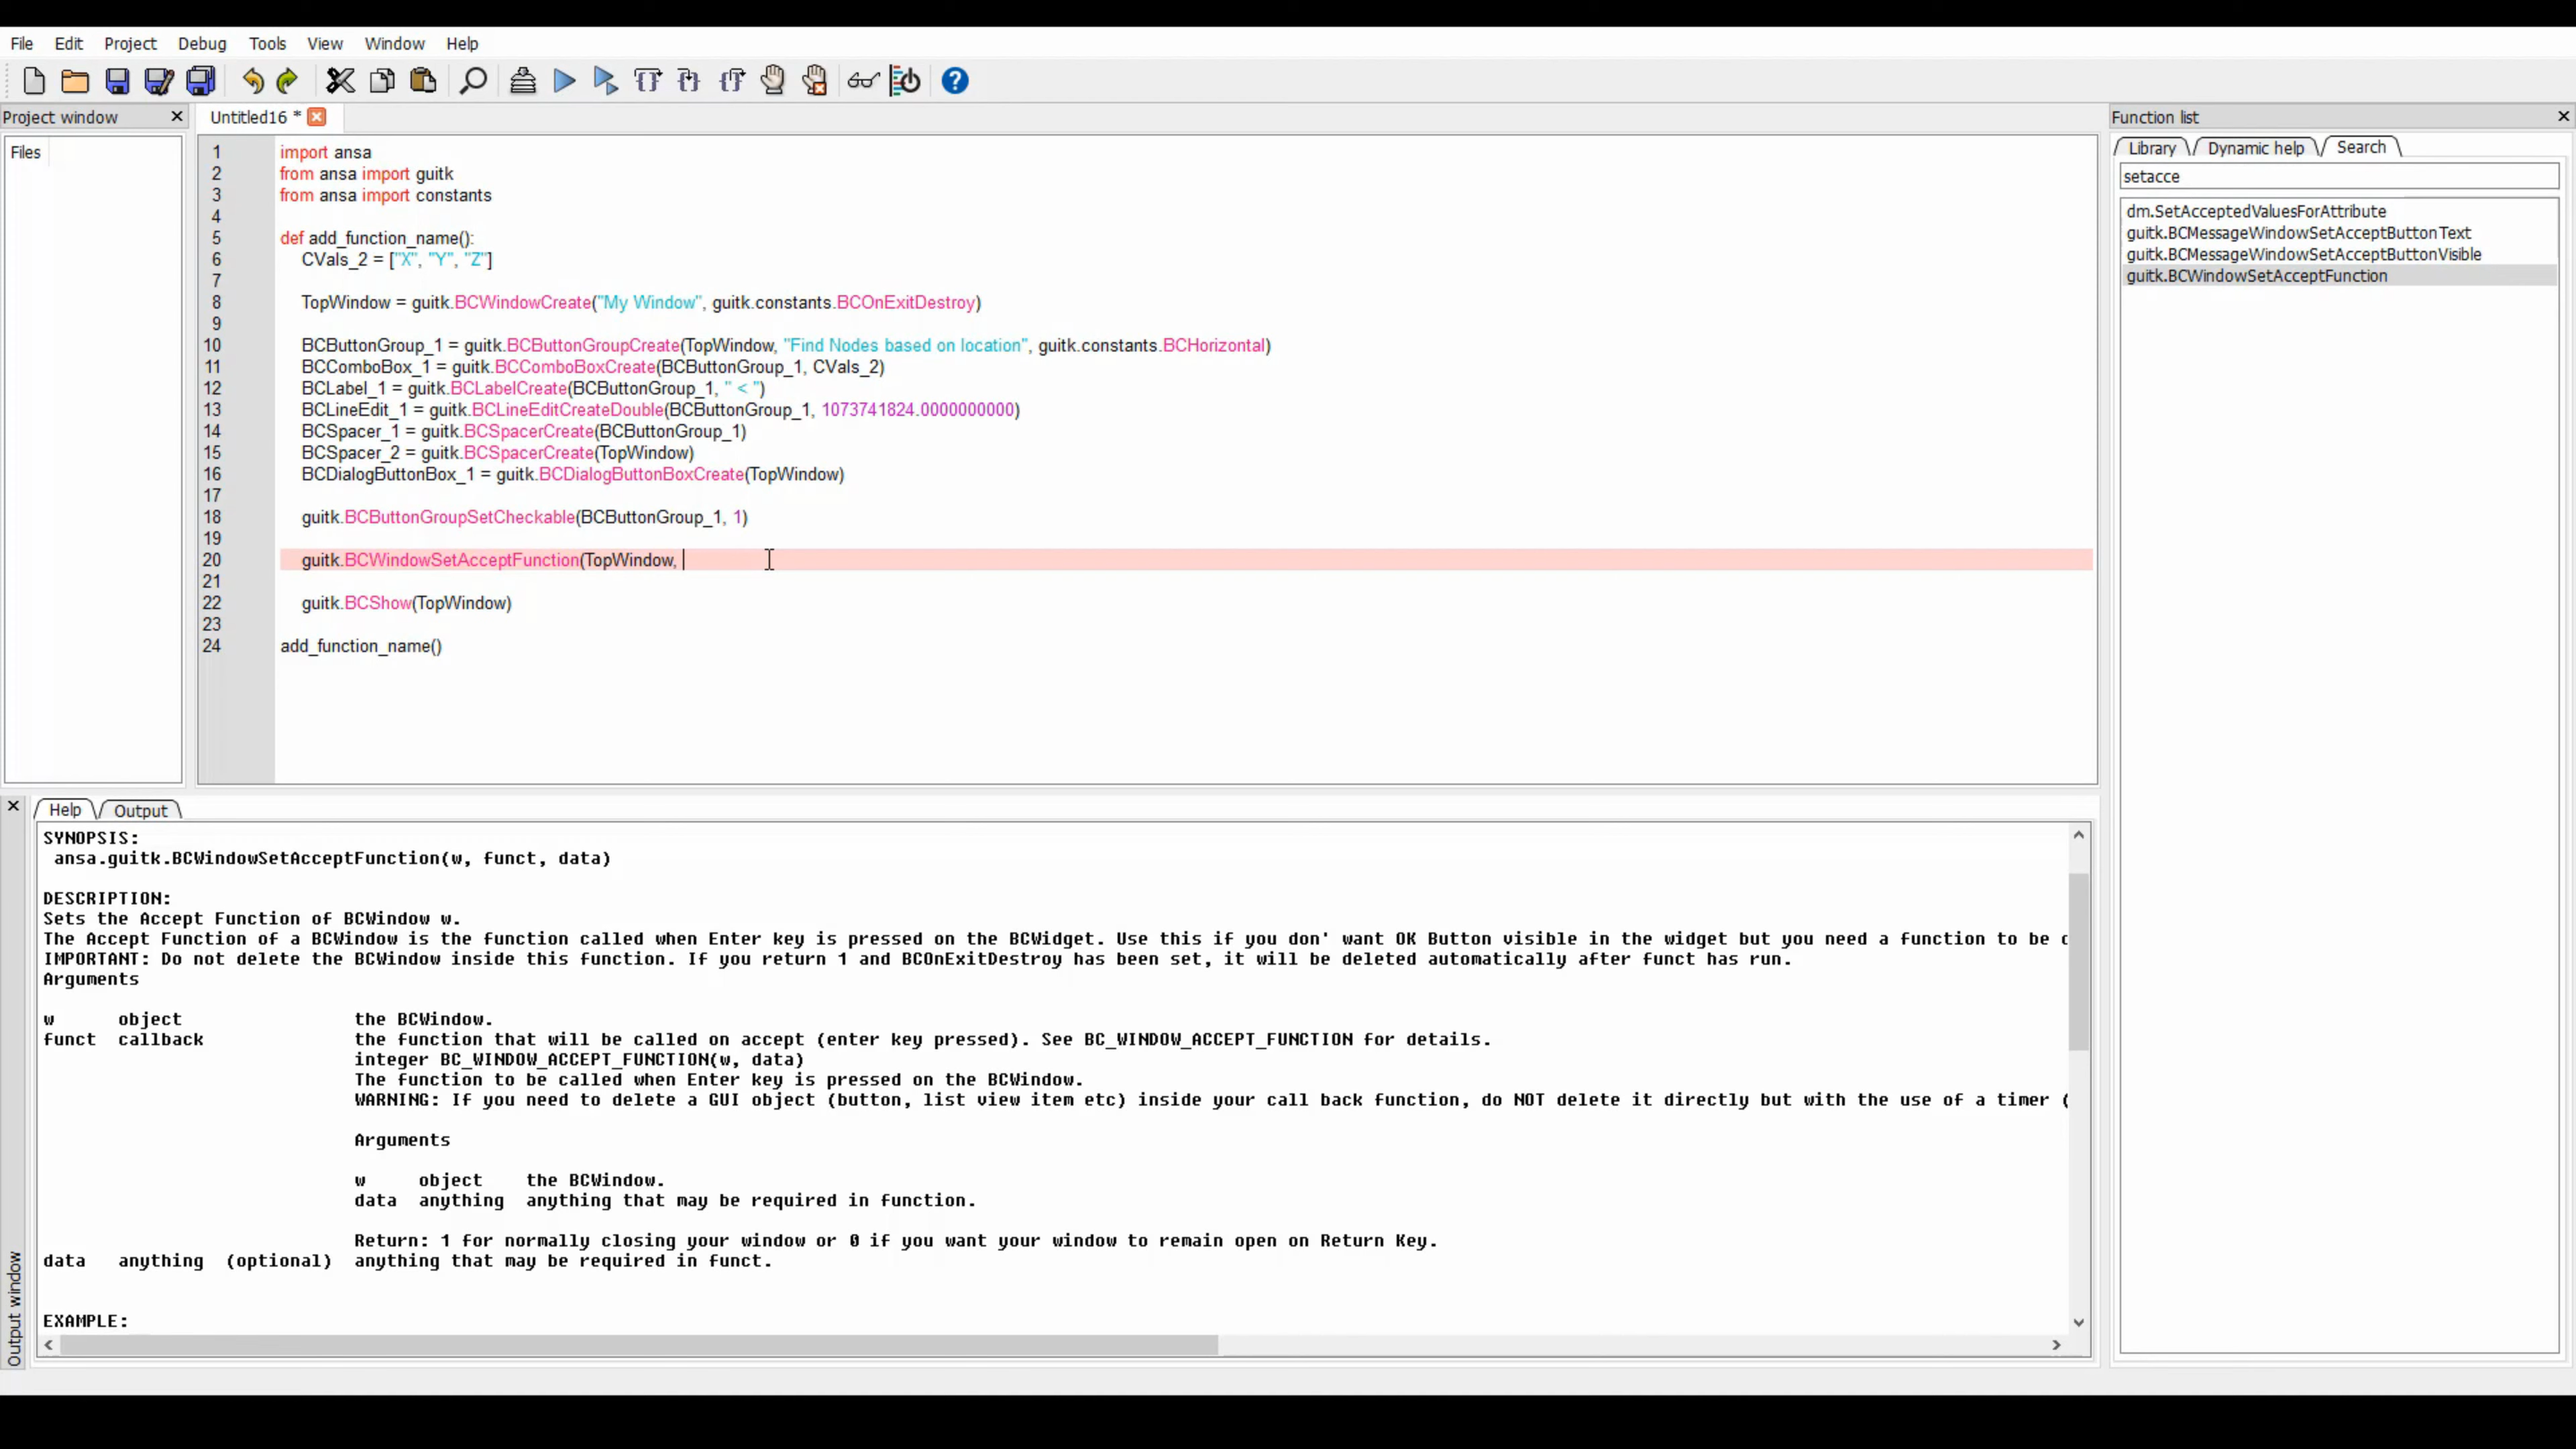 File Edit Project Debug Tools View Window Help
Project window
Files
Untitled16 *
1 import ansa
2 from ansa import guitk
3 from ansa import constants
4
5 def add_function_name():
6 CVals_2 = ["X", "Y", "Z"]
7
8 TopWindow = guitk.BCWindowCreate("My Window", guitk.constants.BCOnExitDestroy)
9
10 BCButtonGroup_1 = guitk.BCButtonGroupCreate(TopWindow, "Find Nodes based on location", guitk.constants.BCHorizontal)
11 BCComboBox_1 = guitk.BCComboBoxCreate(BCButtonGroup_1, CVals_2)
12 BCLabel_1 = guitk.BCLabelCreate(BCButtonGroup_1, " < ")
13 BCLineEdit_1 = guitk.BCLineEditCreateDouble(BCButtonGroup_1, 1073741824.0000000000)
14 BCSpacer_1 = guitk.BCSpacerCreate(BCButtonGroup_1)
15 BCSpacer_2 = guitk.BCSpacerCreate(TopWindow)
16 BCDialogButtonBox_1 = guitk.BCDialogButtonBoxCreate(TopWindow)
17
18 guitk.BCButtonGroupSetCheckable(BCButtonGroup_1, 1)
19
20 guitk.BCWindowSetAcceptFunction(TopWindow,
21
22 guitk.BCShow(TopWindow)
23
24 add_function_name()
Function list
Library Dynamic help Search
setacce
dm.SetAcceptedValuesForAttribute
guitk.BCMessageWindowSetAcceptButtonText
guitk.BCMessageWindowSetAcceptButtonVisible
guitk.BCWindowSetAcceptFunction
Output window
Help Output
SYNOPSIS:
ansa.guitk.BCWindowSetAcceptFunction(w, funct, data)
DESCRIPTION:
Sets the Accept Function of BCWindow w.
The Accept Function of a BCWindow is the function called when Enter key is pressed on the BCWidget. Use this if you don' want OK Button visible in the widget but you need a function to be
IMPORTANT: Do not delete the BCWindow inside this function. If you return 1 and BCOnExitDestroy has been set, it will be deleted automatically after funct has run.
Arguments
w object the BCWindow.
funct callback the function that will be called on accept (enter key pressed). See BC_WINDOW_ACCEPT_FUNCTION for details.
integer BC_WINDOW_ACCEPT_FUNCTION(w, data)
The function to be called when Enter key is pressed on the BCWindow.
WARNING: If you need to delete a GUI object (button, list view item etc) inside your call back function, do NOT delete it directly but with the use of a timer (
Arguments
w object the BCWindow.
data anything anything that may be required in function.
Return: 1 for normally closing your window or 0 if you want your window to remain open on Return Key.
data anything (optional) anything that may be required in funct.
EXAMPLE: